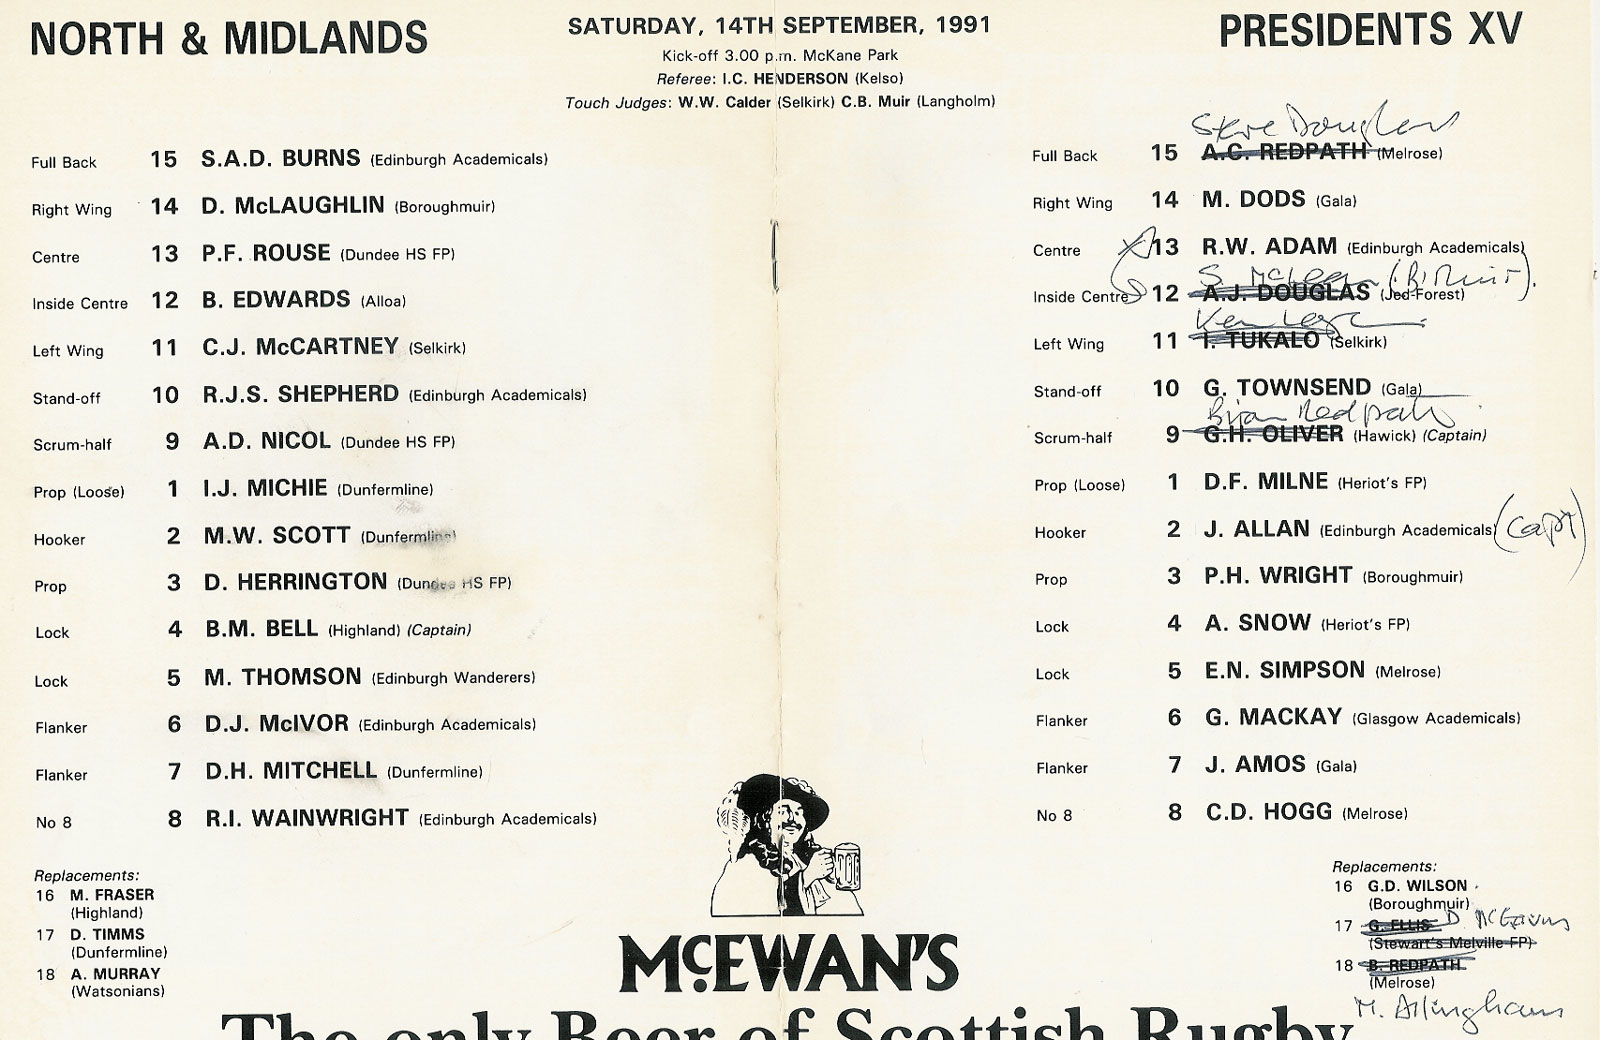 NORTH & MIDLANDS
SATURDAY, 14TH SEPTEMBER, 1991
Kick-off 3.00 p.m. McKane Park
Referee: I.C. HENDERSON (Kelso)
Touch Judges: W.W. Calder (Selkirk) C.B. Muir (Langholm)
PRESIDENTS XV
Full Back 15 S.A.D. BURNS (Edinburgh Academicals)
Right Wing 14 D. McLAUGHLIN (Boroughmuir)
Centre 13 P.F. ROUSE (Dundee HS FP)
Inside Centre 12 B. EDWARDS (Alloa)
Left Wing 11 C.J. McCARTNEY (Selkirk)
Stand-off 10 R.J.S. SHEPHERD (Edinburgh Academicals)
Scrum-half 9 A.D. NICOL (Dundee HS FP)
Prop (Loose) 1 I.J. MICHIE (Dunfermline)
Hooker 2 M.W. SCOTT (Dunfermline)
Prop 3 D. HERRINGTON (Dundee HS FP)
Lock 4 B.M. BELL (Highland) (Captain)
Lock 5 M. THOMSON (Edinburgh Wanderers)
Flanker 6 D.J. McIVOR (Edinburgh Academicals)
Flanker 7 D.H. MITCHELL (Dunfermline)
No 8 8 R.I. WAINWRIGHT (Edinburgh Academicals)
Replacements:
16 M. FRASER
(Highland)
17 D. TIMMS
(Dunfermline)
18 A. MURRAY
(Watsonians)
Steve Douglas
Full Back 15 A.C. REDPATH (Melrose)
Right Wing 14 M. DODS (Gala)
Centre 13 R.W. ADAM (Edinburgh Academicals)
S.
Inside Centre 12 A.J. DOUGLAS (Jed-Forest)
Ken Logan
Left Wing 11 I. TUKALO (Selkirk)
Stand-off 10 G. TOWNSEND (Gala)
Brian Redpath
Scrum-half 9 G.H. OLIVER (Hawick) (Captain)
Prop (Loose) 1 D.F. MILNE (Heriot's FP)
Hooker 2 J. ALLAN (Edinburgh Academicals) (Capt)
Prop 3 P.H. WRIGHT (Boroughmuir)
Lock 4 A. SNOW (Heriot's FP)
Lock 5 E.N. SIMPSON (Melrose)
Flanker 6 G. MACKAY (Glasgow Academicals)
Flanker 7 J. AMOS (Gala)
No 8 8 C.D. HOGG (Melrose)
Replacements:
16 G.D. WILSON
(Boroughmuir)
17 G. ELLIS D.
(Stewart's Melville FP)
18 B. REDPATH
(Melrose)
M. Allingham
McEWAN'S
The only Beer of Scottish Rugby